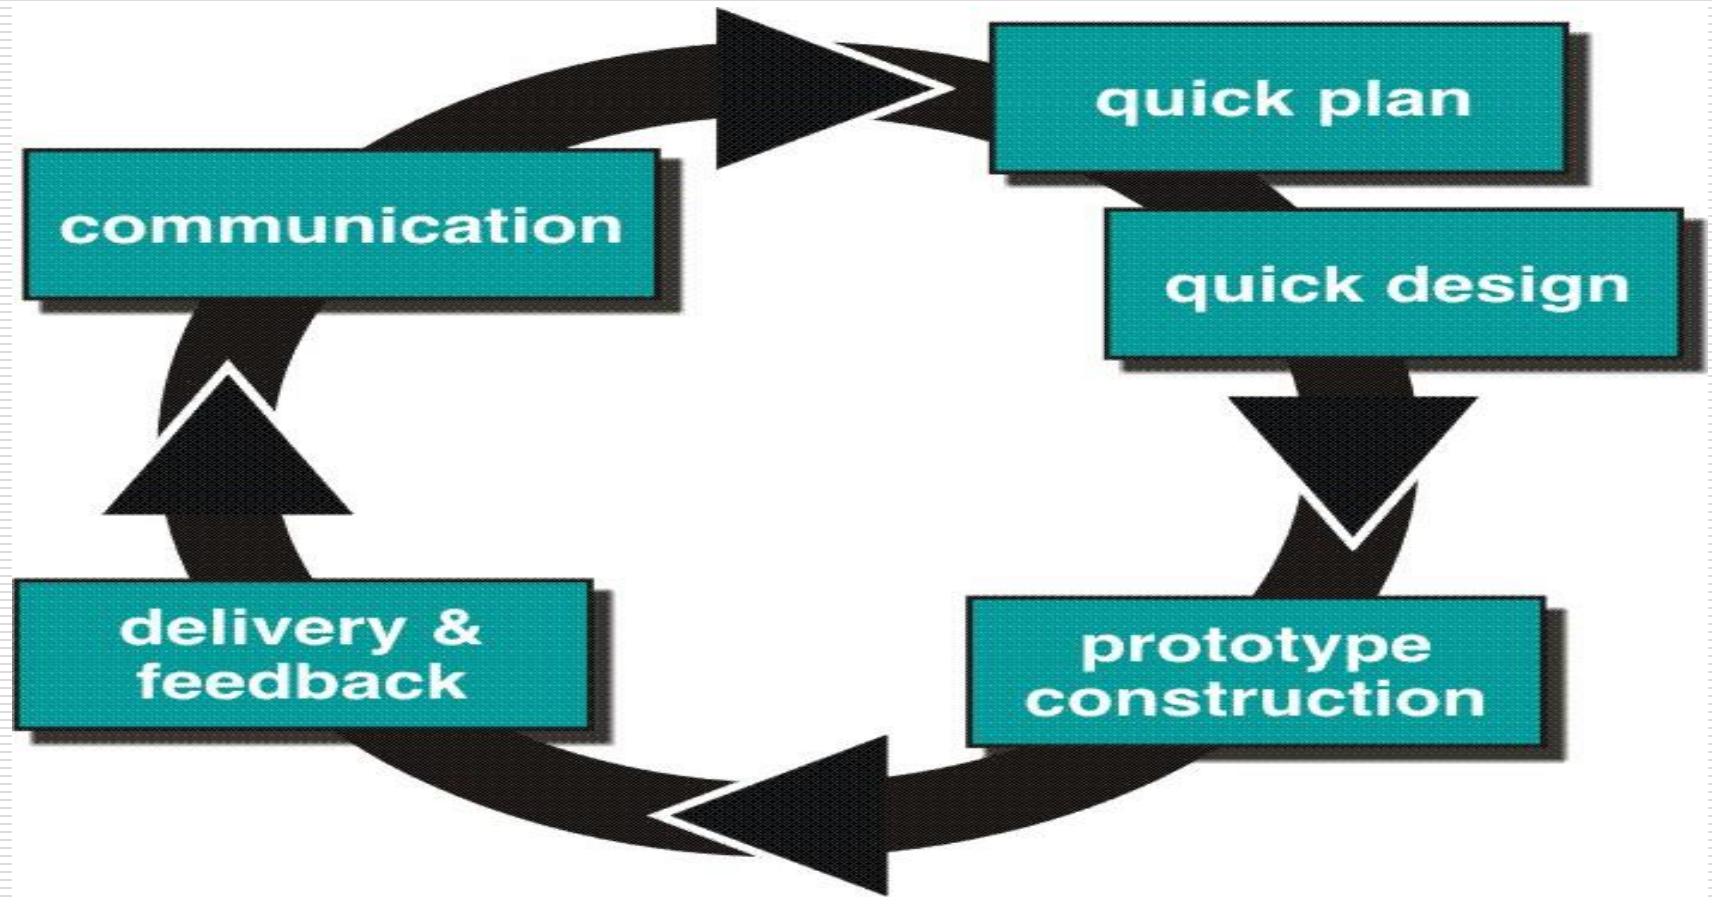 communication
quick plan
quick design
prototype
construction
delivery &
feedback